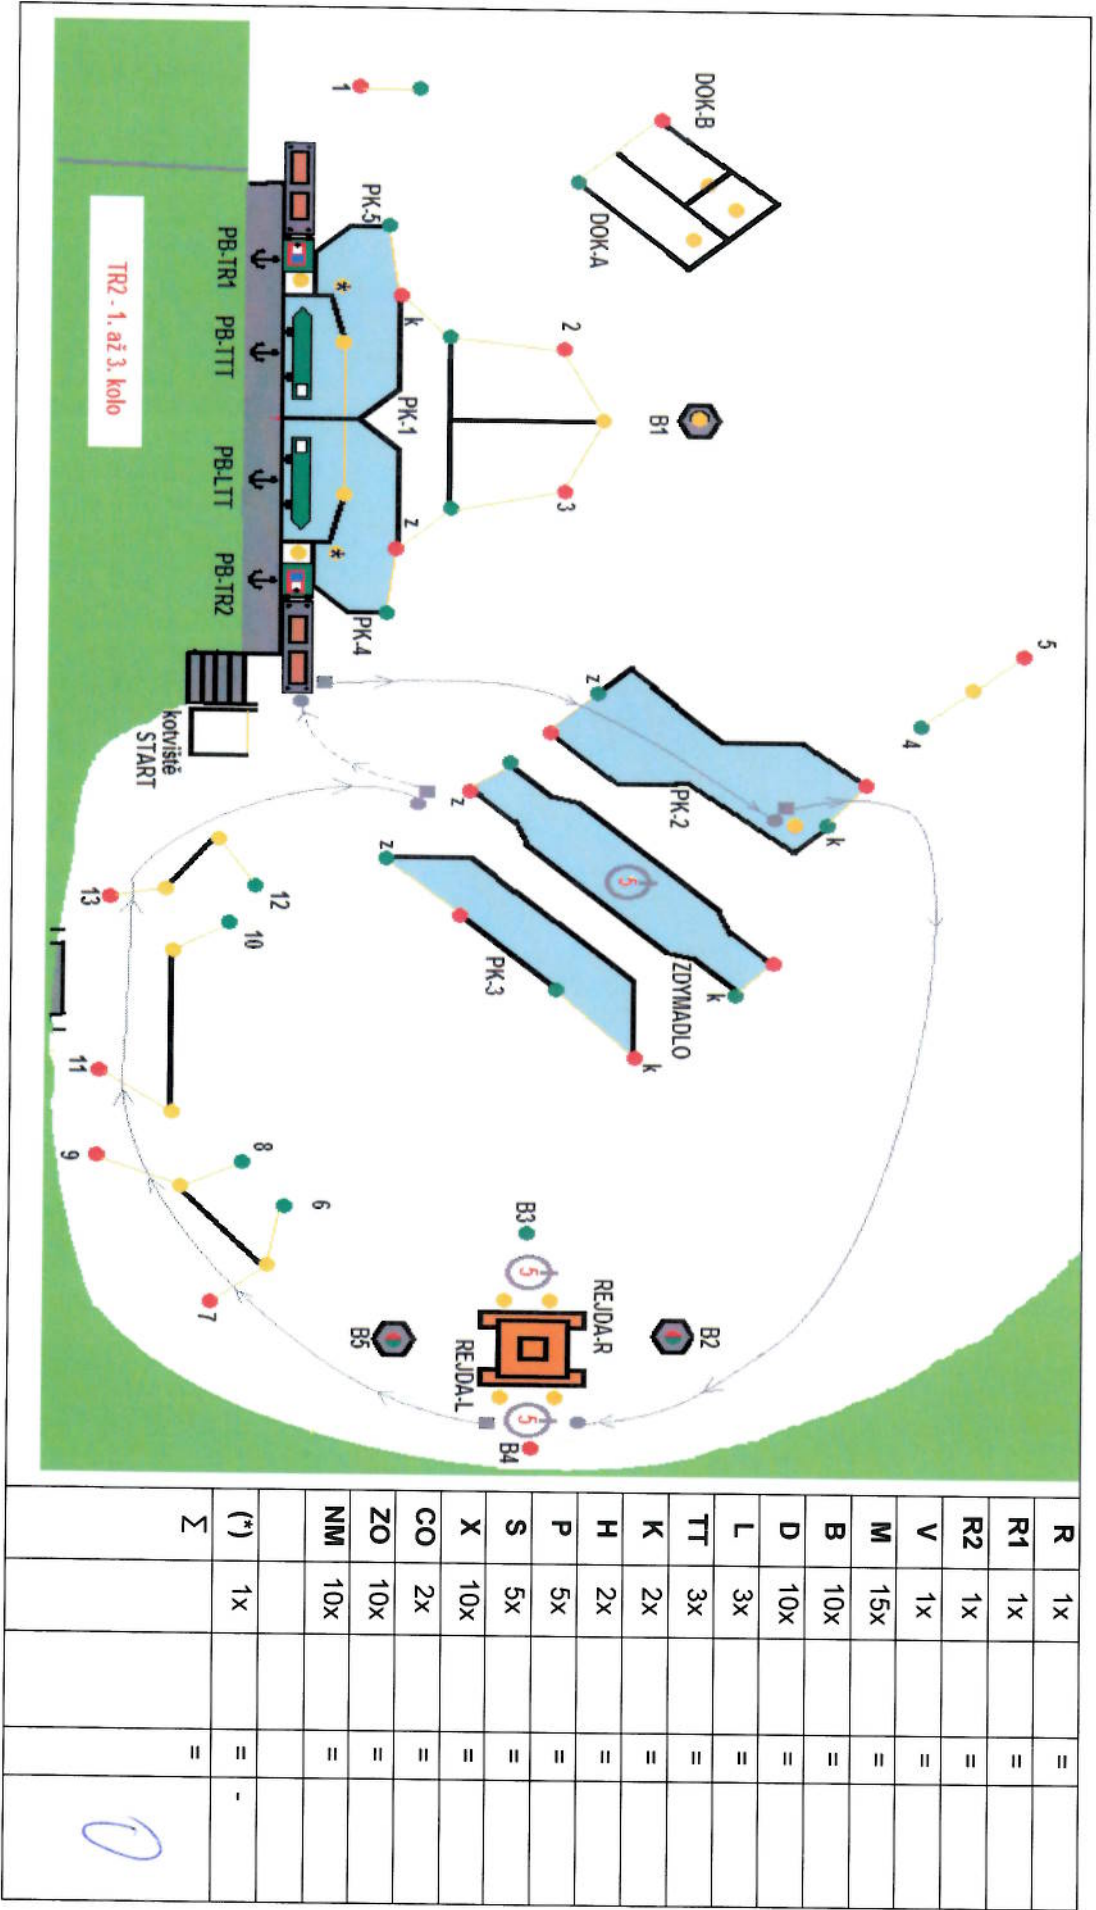 1
DOK-B
DOK-A
PK-5
k
2
B1
PK-1
3
z
PK-4
*
*
PB-TR1
PB-TTT
PB-LTT
PB-TR2
TR2 - 1. až 3. kolo
kotviště
START
5
4
z
PK-2
k
z
5
ZDYMADLO
k
z
PK-3
k
13
12
10
11
9
8
6
7
B3
5
REJDA-R
B2
B5
REJDA-L
5
B4
R 1x =
R1 1x =
R2 1x =
V 1x =
M 15x =
B 10x =
D 10x =
L 3x =
TT 3x =
K 2x =
H 2x =
P 5x =
S 5x =
X 10x =
CO 2x =
ZO 10x =
NM 10x =
(*) 1x = -
Σ = 0